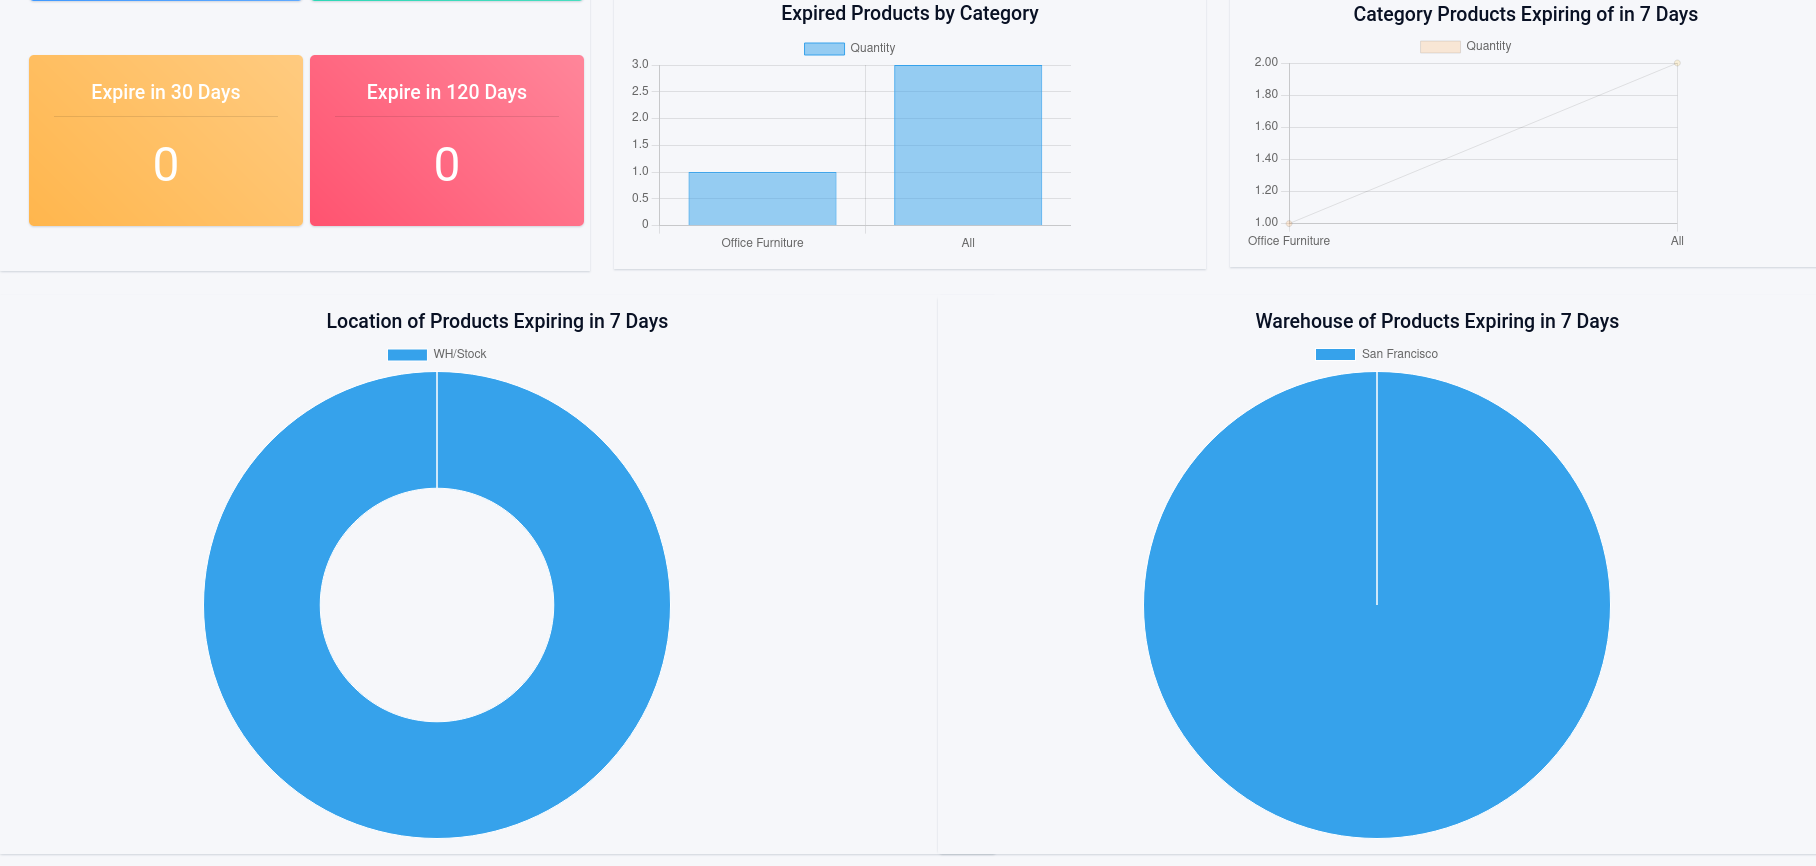 Expire in 30 Days
0
Expire in 120 Days
0
Expired Products by Category
Quantity
3.0
2.5
2.0
1.5
1.0
0.5
0
Office Furniture
All
Category Products Expiring of in 7 Days
Quantity
2.00
1.80
1.60
1.40
1.20
1.00
Office Furniture
All
Location of Products Expiring in 7 Days
WH/Stock
Warehouse of Products Expiring in 7 Days
San Francisco